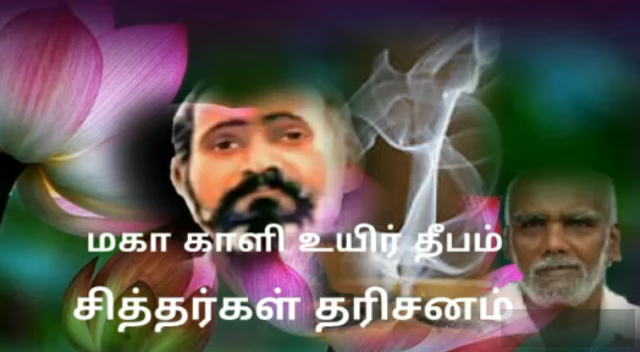 மகா காளி உயிர் தீபம்
சித்தர்கள் தரிசனம்